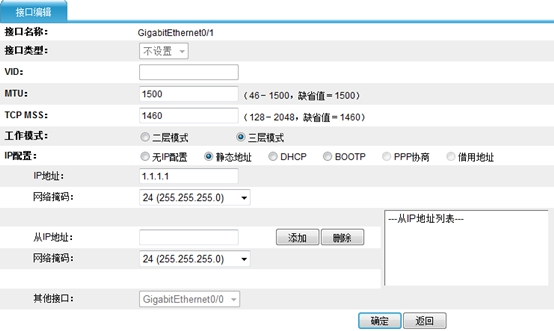 接口编辑
接口名称： GigabitEthernet0/1
接口类型： 不设置
VID：
MTU： 1500 （46－1500，缺省值＝1500）
TCP MSS： 1460 （128－2048，缺省值＝1460）
工作模式： 二层模式 三层模式
IP配置： 无IP配置 静态地址 DHCP BOOTP PPP协商 借用地址
IP地址： 1.1.1.1
网络掩码： 24 (255.255.255.0)
---从IP地址列表---
从IP地址： 添加 删除
网络掩码： 24 (255.255.255.0)
其他接口： GigabitEthernet0/0
确定 返回